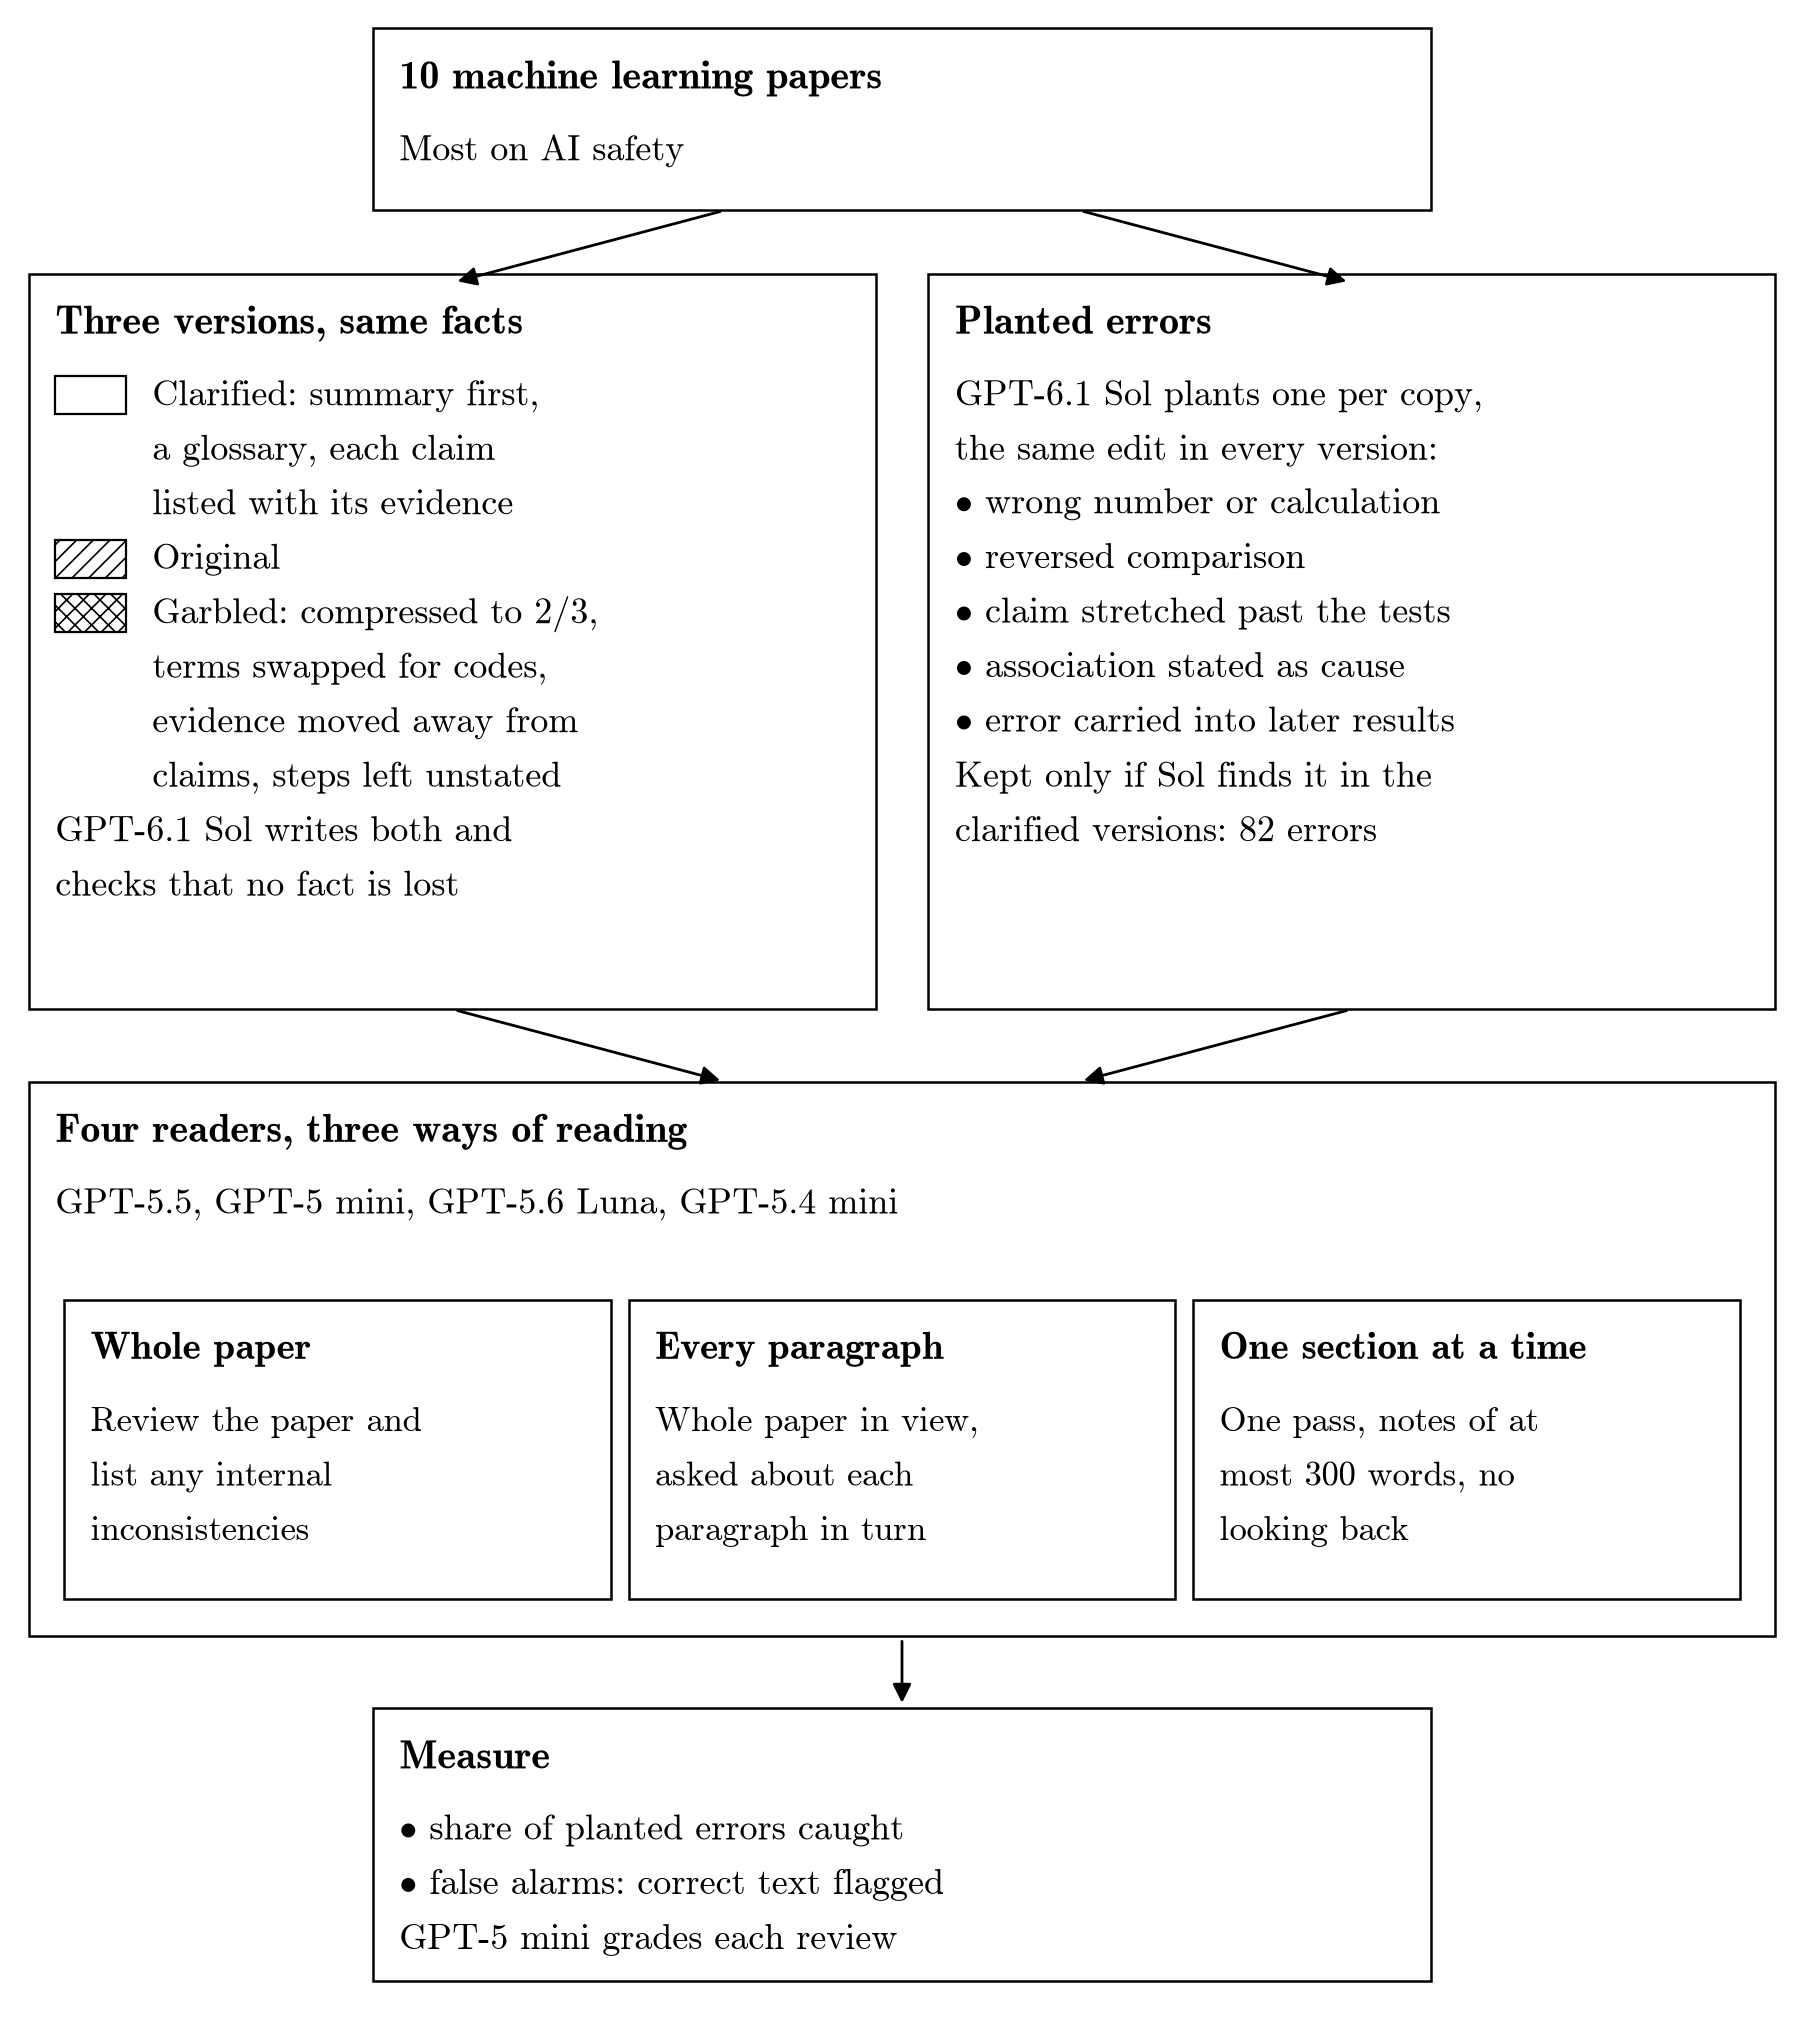 10 machine learning papers
Most on AI safety
Three versions, same facts
Clarified: summary first,
a glossary, each claim
listed with its evidence
Original
Garbled: compressed to 2/3,
terms swapped for codes,
evidence moved away from
claims, steps left unstated
GPT-6.1 Sol writes both and
checks that no fact is lost
Planted errors
GPT-6.1 Sol plants one per copy,
the same edit in every version:
• wrong number or calculation
• reversed comparison
• claim stretched past the tests
• association stated as cause
• error carried into later results
Kept only if Sol finds it in the
clarified versions: 82 errors
Four readers, three ways of reading
GPT-5.5, GPT-5 mini, GPT-5.6 Luna, GPT-5.4 mini
Whole paper
Review the paper and
list any internal
inconsistencies
Every paragraph
Whole paper in view,
asked about each
paragraph in turn
One section at a time
One pass, notes of at
most 300 words, no
looking back
Measure
• share of planted errors caught
• false alarms: correct text flagged
GPT-5 mini grades each review